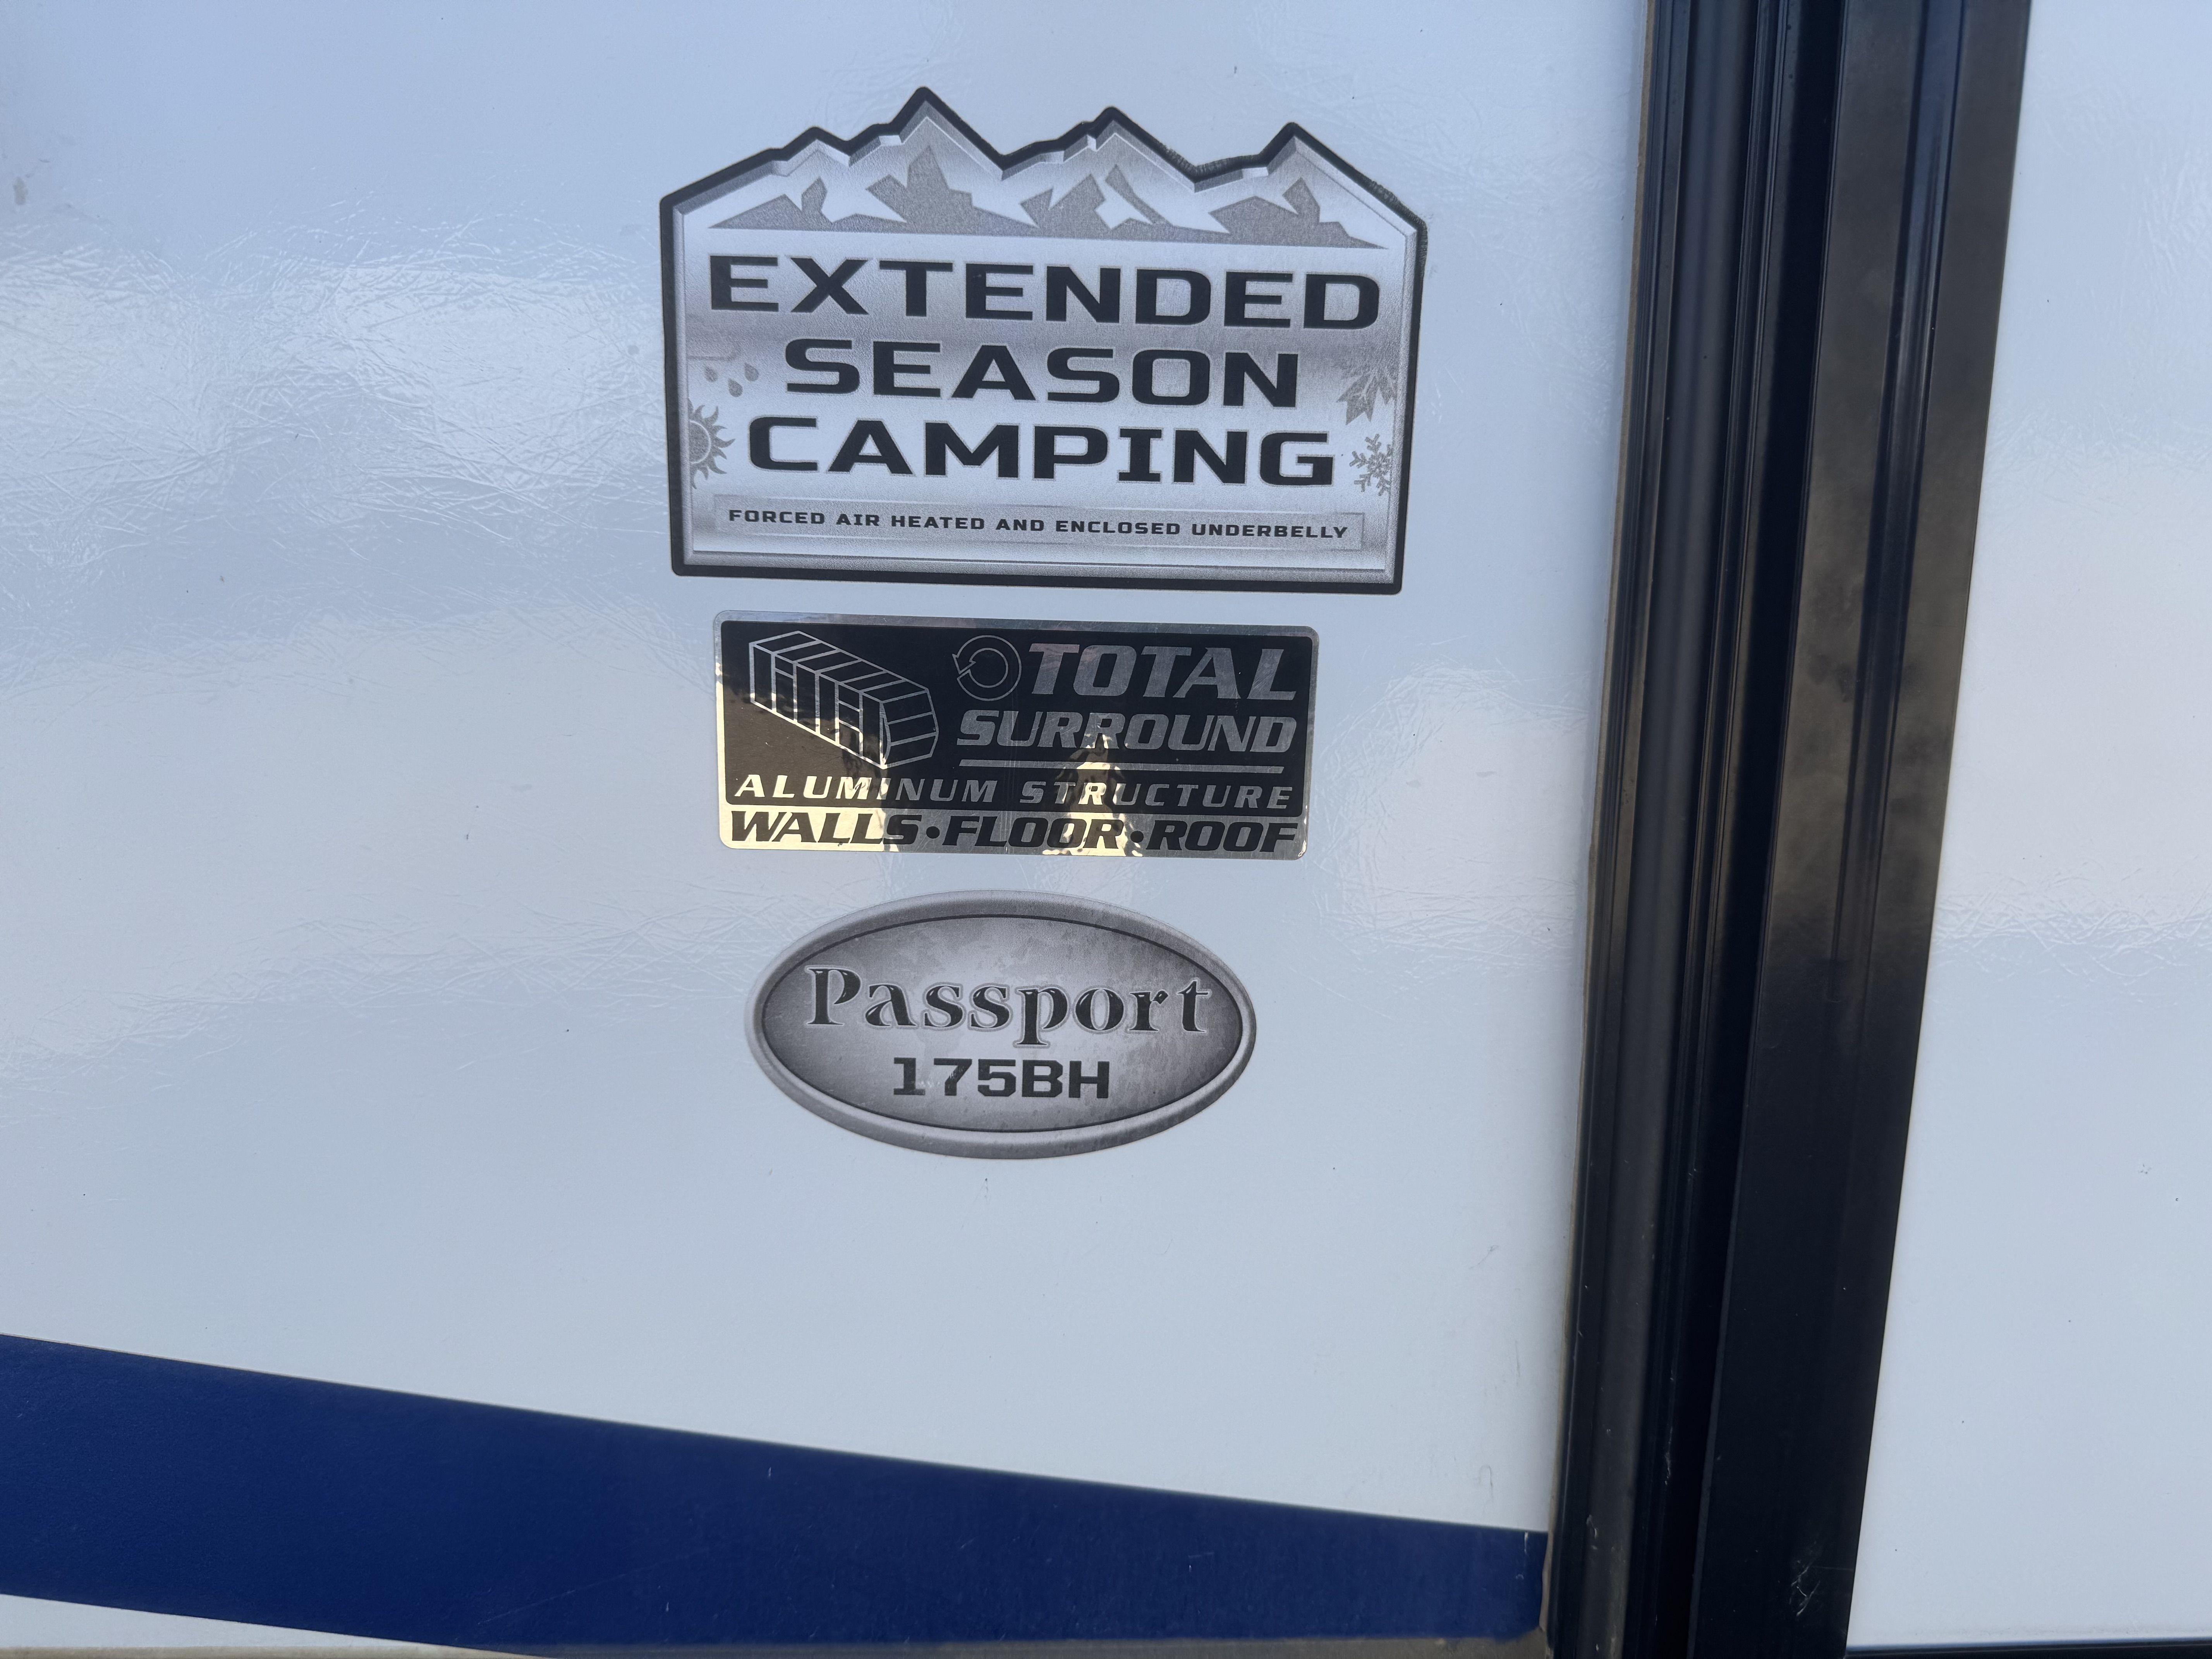 EXTENDED
SEASON
CAMPING
FORCED AIR HEATED AND ENCLOSED UNDERBELLY
TOTAL
SURROUND
ALUMINUM STRUCTURE
WALLS•FLOOR•ROOF
Passport
175BH